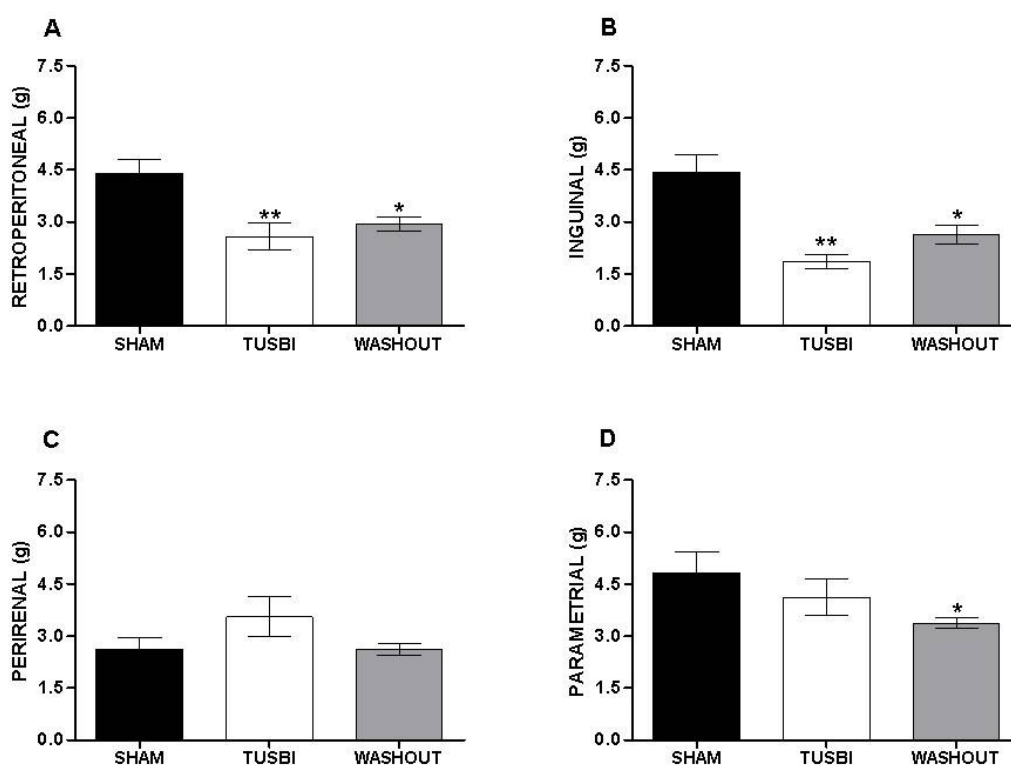 A
RETROPERITONEAL (g)
7.5
6.0
4.5
3.0
1.5
0.0
**
*
SHAM TUSBI WASHOUT
B
INGUINAL (g)
7.5
6.0
4.5
3.0
1.5
0.0
**
*
SHAM TUSBI WASHOUT
C
PERIRENAL (g)
7.5
6.0
4.5
3.0
1.5
0.0
SHAM TUSBI WASHOUT
D
PARAMETRIAL (g)
7.5
6.0
4.5
3.0
1.5
0.0
*
SHAM TUSBI WASHOUT